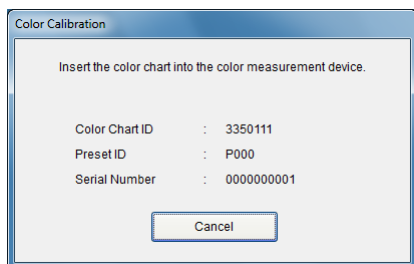 Color Calibration
Insert the color chart into the color measurement device.
Color Chart ID : 3350111
Preset ID : P000
Serial Number : 0000000001
Cancel